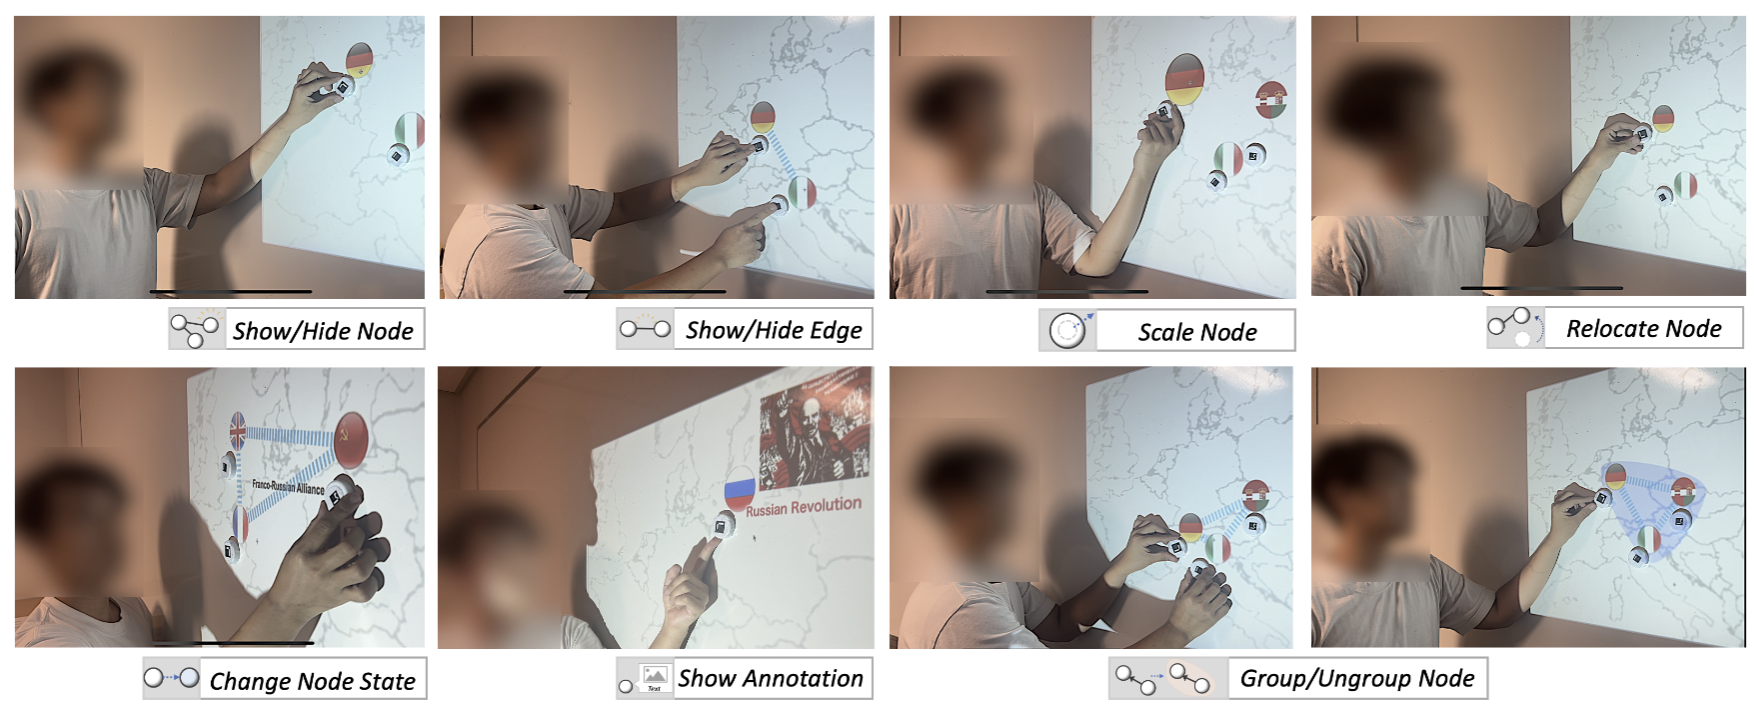 Show/Hide Node
Show/Hide Edge
Scale Node
Relocate Node
Franco-Russian Alliance
Russian Revolution
Change Node State
Text
Show Annotation
Group/Ungroup Node